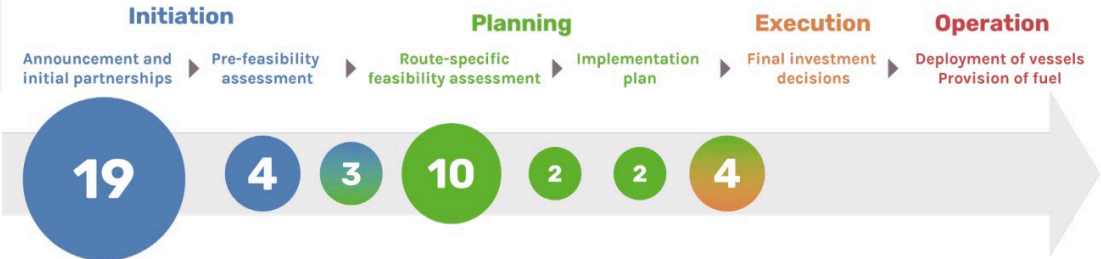 Initiation
Planning
Execution
Operation
Announcement and
initial partnerships
Pre-feasibility
assessment
Route-specific
feasibility assessment
Implementation
plan
Final investment
decisions
Deployment of vessels
Provision of fuel
19
4
3
10
2
2
4